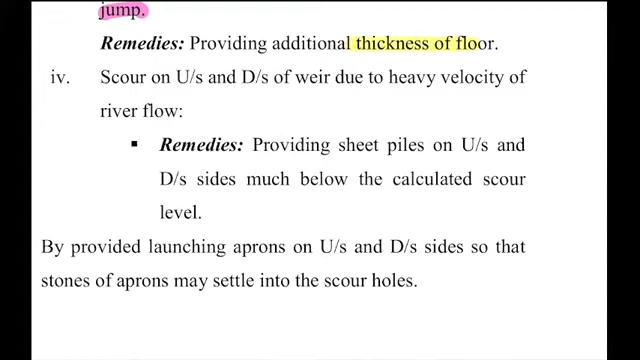 jump.
Remedies: Providing additional thickness of floor.
iv. Scour on U/s and D/s of weir due to heavy velocity of
river flow:
▪ Remedies: Providing sheet piles on U/s and
D/s sides much below the calculated scour
level.
By provided launching aprons on U/s and D/s sides so that
stones of aprons may settle into the scour holes.